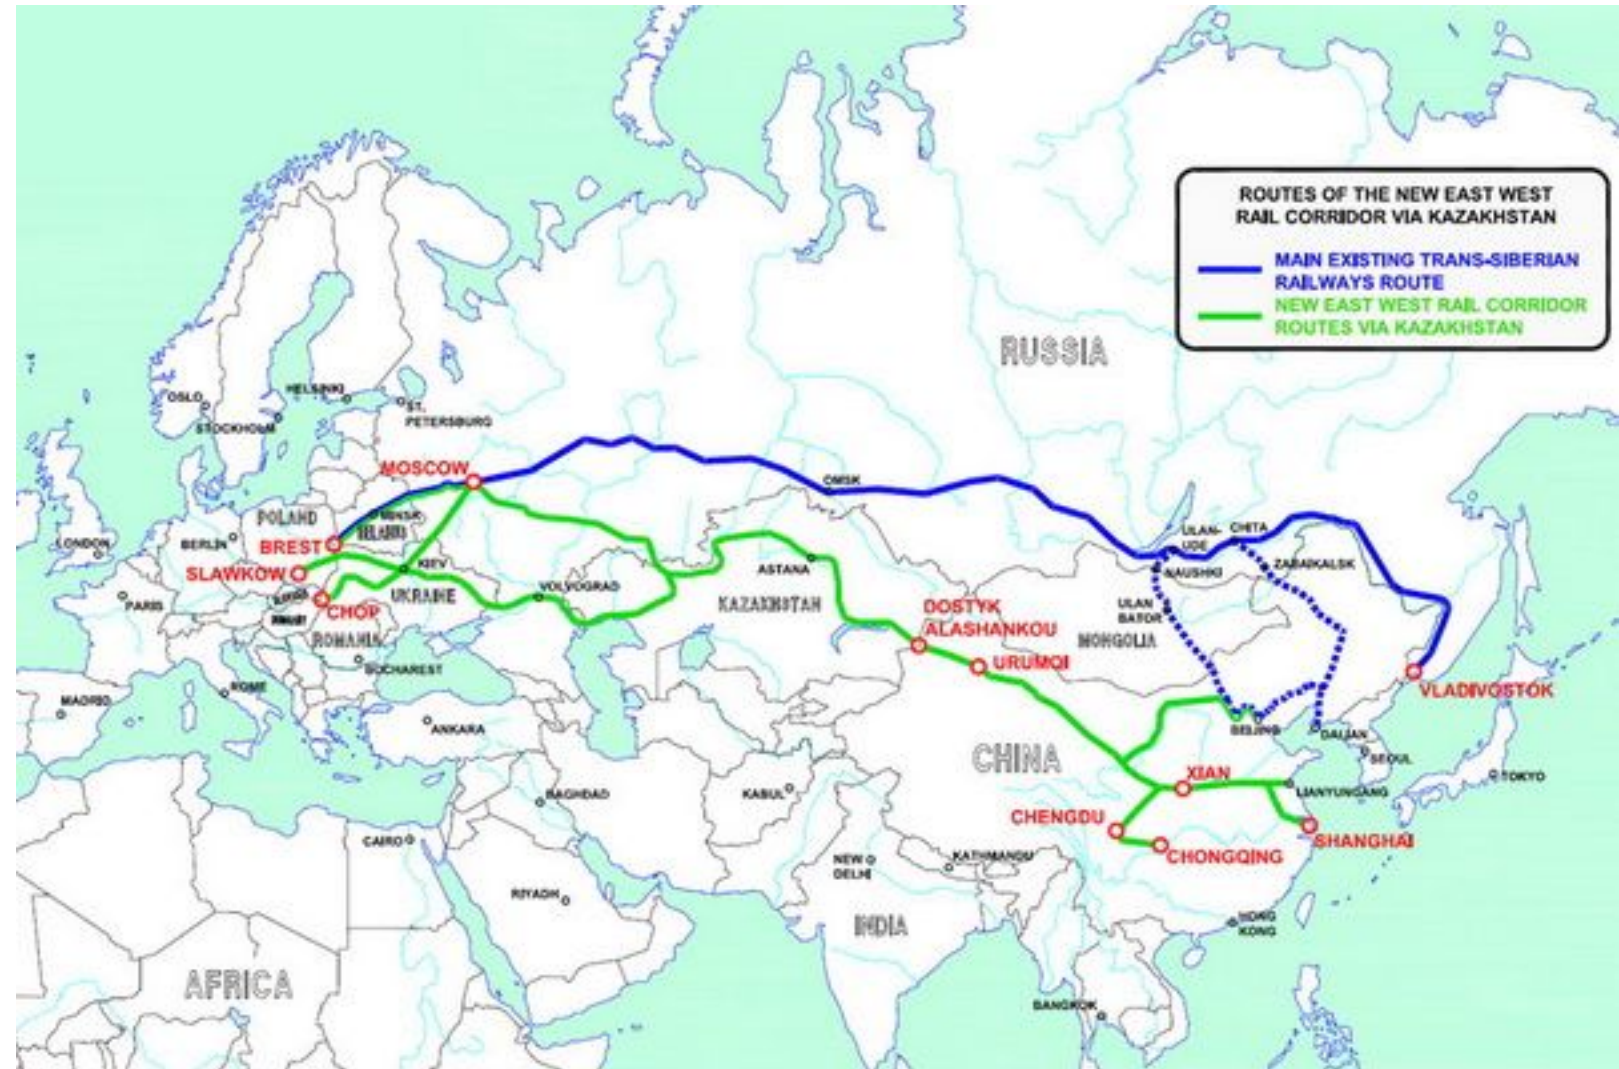 ROUTES OF THE NEW EAST WEST
RAIL CORRIDOR VIA KAZAKHSTAN
MAIN EXISTING TRANS-SIBERIAN
RAILWAYS ROUTE
NEW EAST WEST RAIL CORRIDOR
ROUTES VIA KAZAKHSTAN
RUSSIA
HELSINKI
OSLO
ST.
PETERSBURG
STOCKHOLM
MOSCOW
OMSK
POLAND
MINSK
BELARUS
LONDON
BERLIN
BREST
ULAN-
UDE
CHITA
SLAWKOW
KIEV
ASTANA
NAUSHKI
ZABAIKALSK
VOLVOGRAD
PARIS
UKRAINE
KAZAKHSTAN
CHOP
DOSTYK
ALASHANKOU
ULAN
BATOR
MONGOLIA
ROMANIA
BUCHAREST
URUMQI
ROME
VLADIVOSTOK
MADRID
ANKARA
BEIJING
DALIAN
SEOUL
CHINA
XIAN
TOKYO
BAGHDAD
KABUL
LIANYUNGANG
CHENGDU
CAIRO
SHANGHAI
CHONGQING
NEW
DELHI
KATHMANDU
RIYADH
INDIA
HONG
KONG
AFRICA
BANGKOK